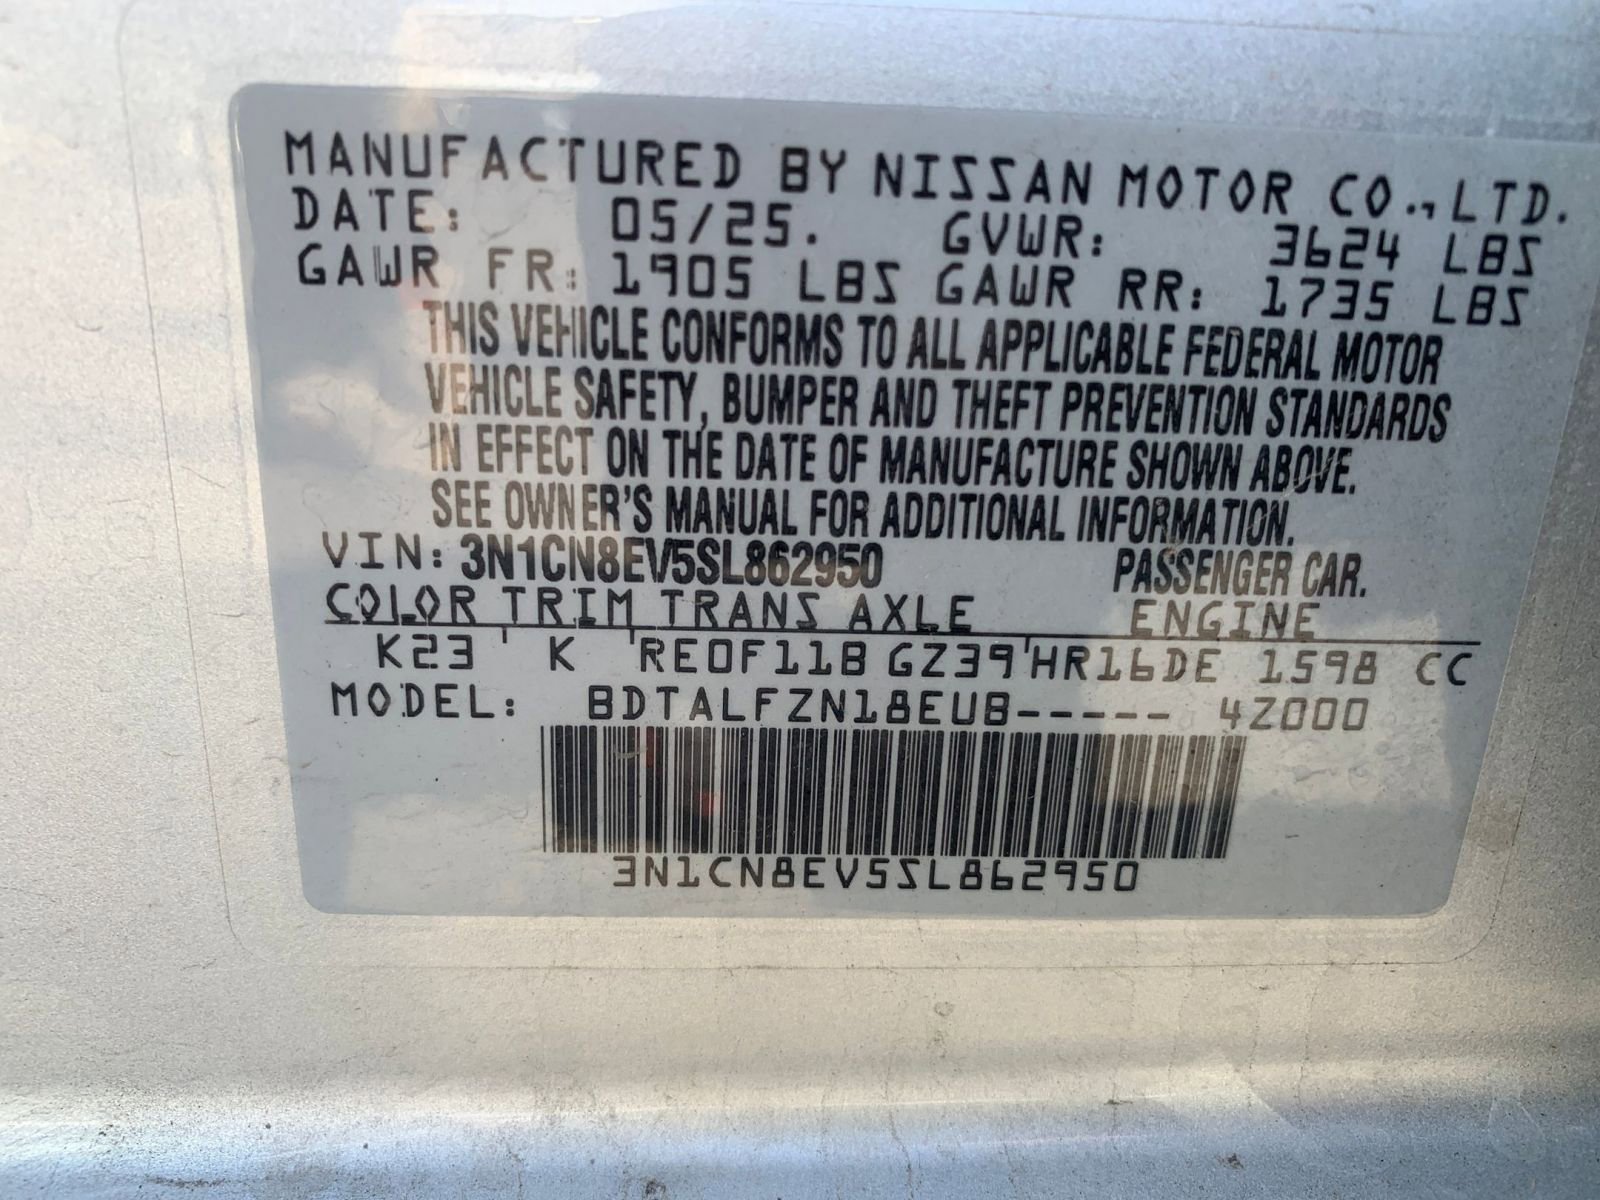 MANUFACTURED BY NISSAN MOTOR CO.,LTD.
DATE: 05/25. GVWR: 3624 LBS
GAWR FR: 1905 LBS GAWR RR: 1735 LBS
THIS VEHICLE CONFORMS TO ALL APPLICABLE FEDERAL MOTOR
VEHICLE SAFETY, BUMPER AND THEFT PREVENTION STANDARDS
IN EFFECT ON THE DATE OF MANUFACTURE SHOWN ABOVE.
SEE OWNER'S MANUAL FOR ADDITIONAL INFORMATION.
VIN: 3N1CN8EV5SL862950 PASSENGER CAR.
COLOR TRIM TRANS AXLE ENGINE
K23 K RE0F11B GZ39 HR16DE 1598 CC
MODEL: BDTALFZN18EUB----- 4Z000
3N1CN8EV5SL862950